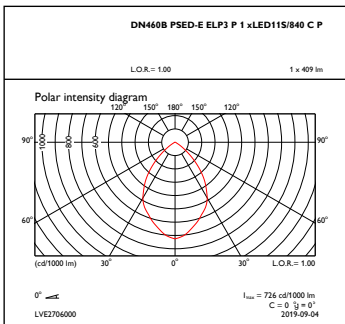 DN460B PSED-E ELP3 P 1 xLED11S/840 C P
L.O.R.= 1.00 1 x 409 lm
Polar intensity diagram
120° 150° 180° 150° 120°
90° 1000 800 600 90°
60° 60°
(cd/1000 lm) 30° 0° 30° L.O.R.= 1.00
0° Imax = 726 cd/1000 lm
C = 0 °g = 0°
LVE2706000 2019-09-04